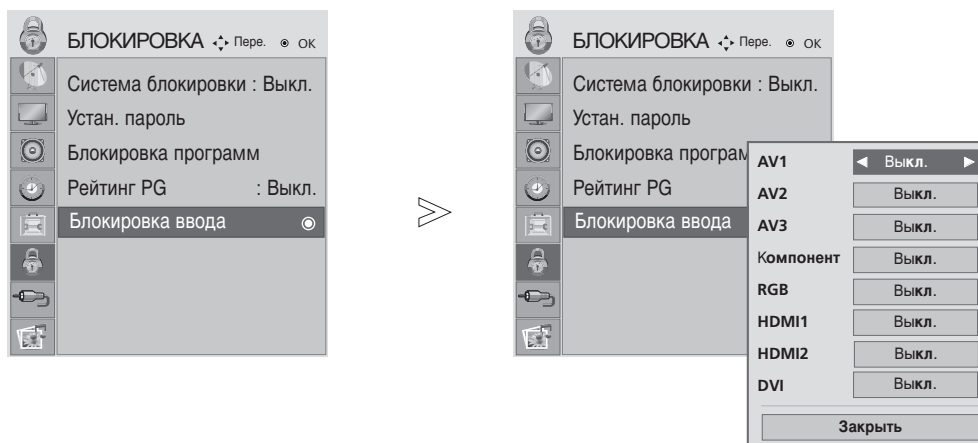 БЛОКИРОВКА Пере. ОК
Система блокировки : Выкл.
Устан. пароль
Блокировка программ
Рейтинг PG : Выкл.
Блокировка ввода
БЛОКИРОВКА Пере. ОК
Система блокировки : Выкл.
Устан. пароль
Блокировка програм
Рейтинг PG
Блокировка ввода
AV1 Выкл.
AV2 Выкл.
AV3 Выкл.
Компонент Выкл.
RGB Выкл.
HDMI1 Выкл.
HDMI2 Выкл.
DVI Выкл.
Закрыть